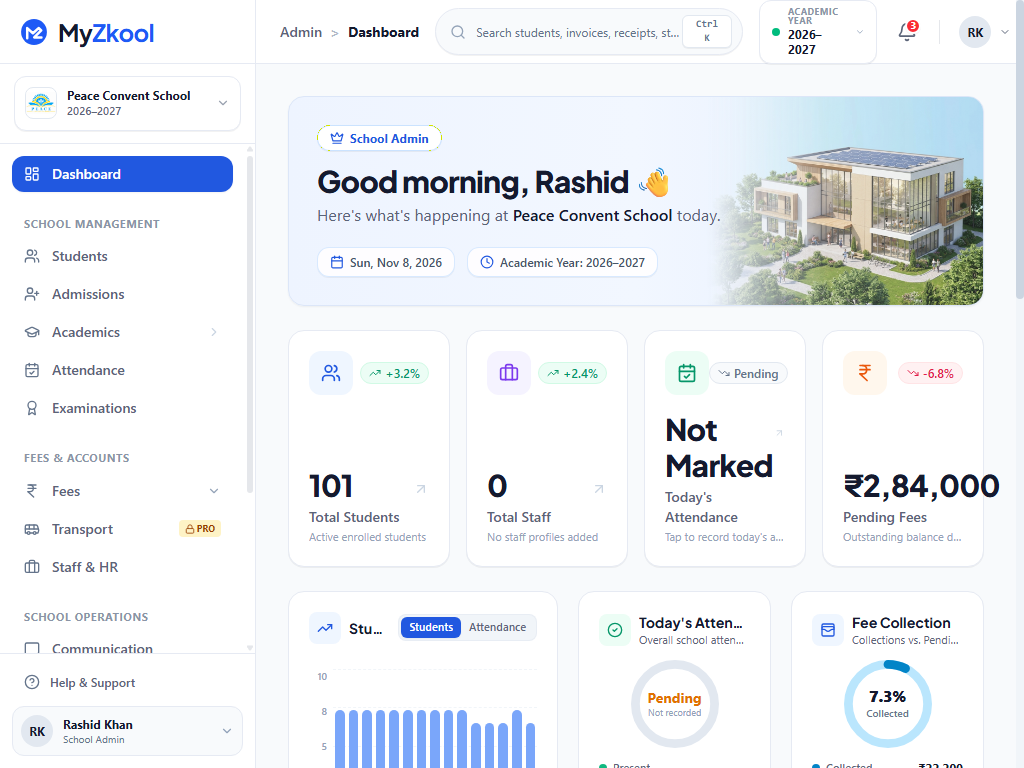 MyZkool
Admin > Dashboard
Search students, invoices, receipts, st...
Ctrl
K
ACADEMIC
YEAR
2026–
2027
3
RK
Peace Convent School
2026–2027
Dashboard
SCHOOL MANAGEMENT
Students
Admissions
Academics
Attendance
Examinations
FEES & ACCOUNTS
Fees
Transport
PRO
Staff & HR
SCHOOL OPERATIONS
Communication
Help & Support
RK
Rashid Khan
School Admin
School Admin
Good morning, Rashid 👋
Here's what's happening at Peace Convent School today.
Sun, Nov 8, 2026
Academic Year: 2026–2027
+3.2%
101
Total Students
Active enrolled students
+2.4%
0
Total Staff
No staff profiles added
Pending
Not
Marked
Today's
Attendance
Tap to record today's a...
-6.8%
₹2,84,000
Pending Fees
Outstanding balance d...
Stu...
Students
Attendance
10
8
5
Today's Atten...
Overall school atten...
Pending
Not recorded
Present
Fee Collection
Collections vs. Pendi...
7.3%
Collected
Collected
₹22,200